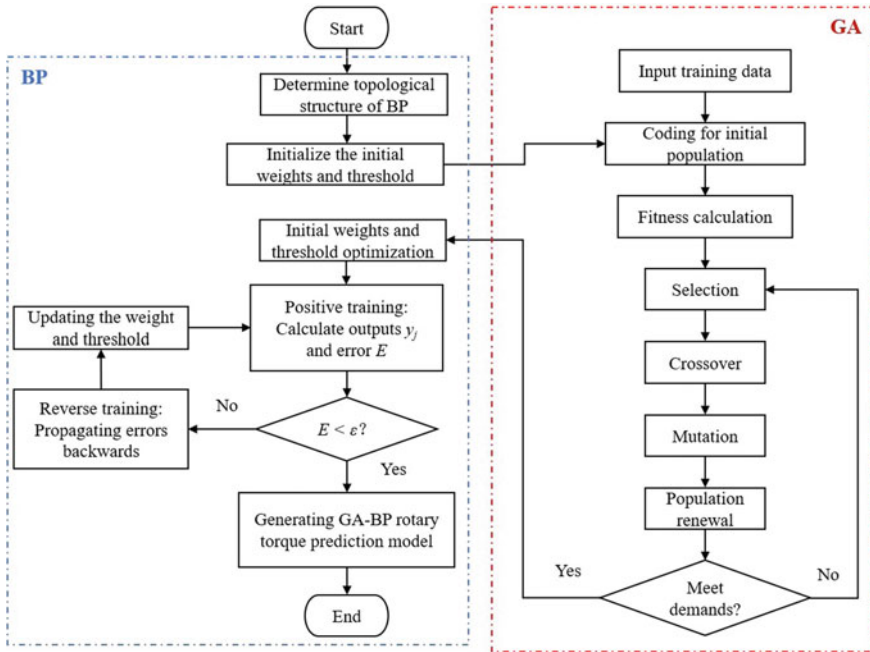 Start
BP
Determine topological
structure of BP
Initialize the initial
weights and threshold
Initial weights and
threshold optimization
Positive training:
Calculate outputs yj
and error E
Updating the weight
and threshold
Reverse training:
Propagating errors
backwards
No
E < ε?
Yes
Generating GA-BP rotary
torque prediction model
End
GA
Input training data
Coding for initial
population
Fitness calculation
Selection
Crossover
Mutation
Population
renewal
Yes
Meet
demands?
No